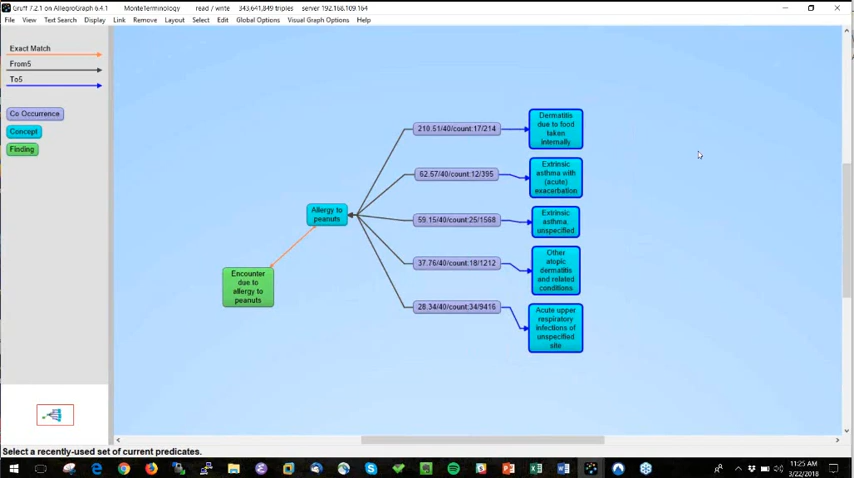 Gruff 7.2.1 on AllegroGraph 6.4.1 MonteTerminology read / write 343,641,849 triples server 192.168.109.164
File View Text Search Display Link Remove Layout Select Edit Global Options Visual Graph Options Help
Exact Match
From5
To5
Co Occurrence
Concept
Finding
210.51/40/count:17/214
Dermatitis
due to food
taken
internally
62.57/40/count:12/395
Extrinsic
asthma with
(acute)
exacerbation
Allergy to
peanuts
59.15/40/count:25/1568
Extrinsic
asthma,
unspecified
37.76/40/count:18/1212
Other
atopic
dermatitis
and related
conditions
Encounter
due to
allergy to
peanuts
28.34/40/count:34/9416
Acute upper
respiratory
infections of
unspecified
site
Select a recently-used set of current predicates.
11:25 AM
3/22/2018